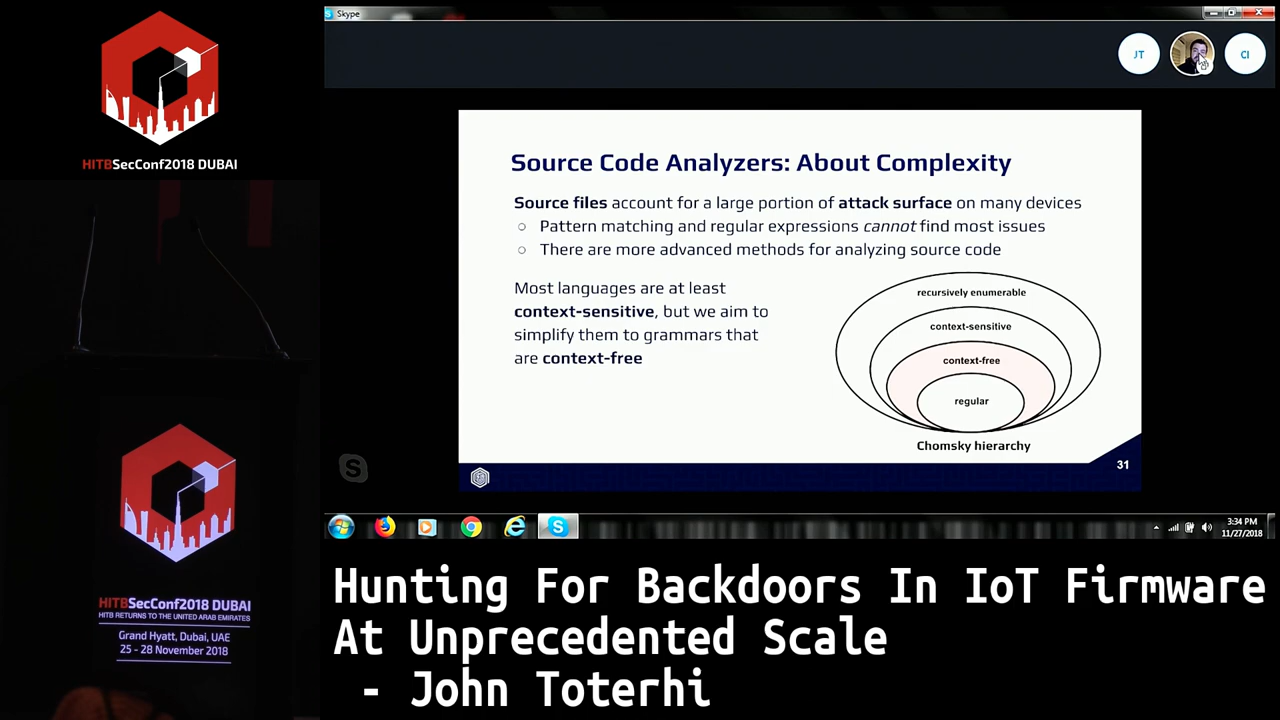 HITBSecConf2018 DUBAI
HITBSecConf2018 DUBAI
HITB RETURNS TO THE UNITED ARAB EMIRATES
Grand Hyatt, Dubai, UAE
25 - 28 November 2018
Skype
JT
CI
Source Code Analyzers: About Complexity
Source files account for a large portion of attack surface on many devices
○ Pattern matching and regular expressions cannot find most issues
○ There are more advanced methods for analyzing source code
Most languages are at least
context-sensitive, but we aim to
simplify them to grammars that
are context-free
recursively enumerable
context-sensitive
context-free
regular
Chomsky hierarchy
31
3:34 PM
11/27/2018
Hunting For Backdoors In IoT Firmware
At Unprecedented Scale
- John Toterhi